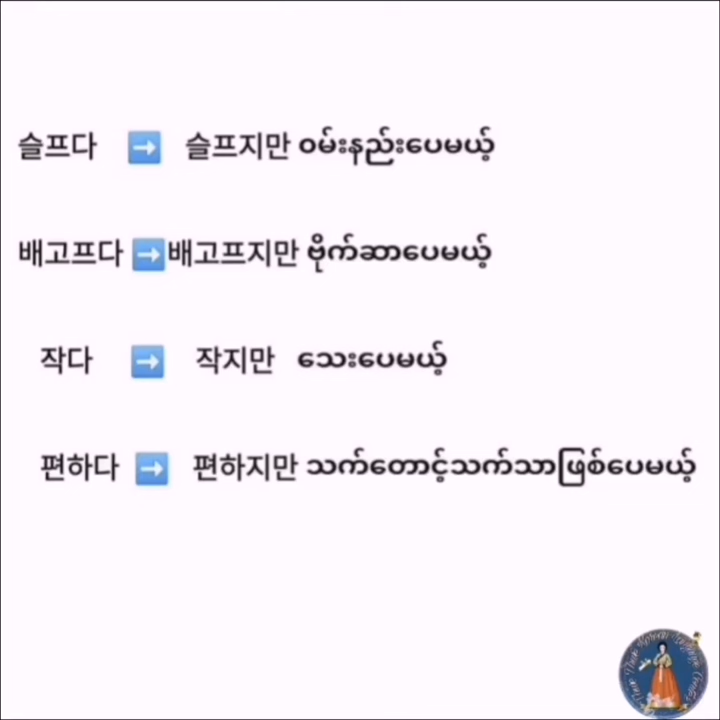 슬프다 ➡️ 슬프지만 ဝမ်းနည်းပေမယ့်
배고프다 ➡️ 배고프지만 ဗိုက်ဆာပေမယ့်
작다 ➡️ 작지만 သေးပေမယ့်
편하다 ➡️ 편하지만 သက်တောင့်သက်သာဖြစ်ပေမယ့်